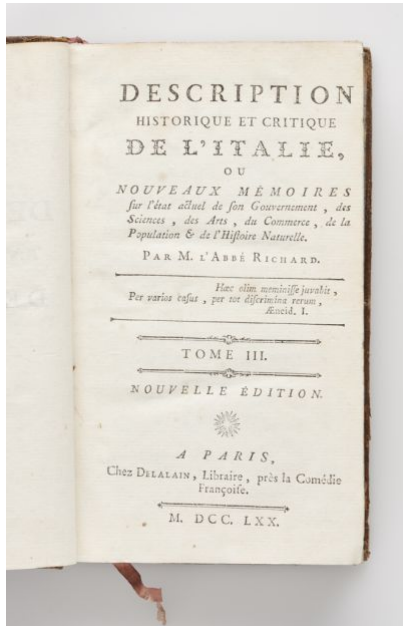 DESCRIPTION
HISTORIQUE ET CRITIQUE
DE L'ITALIE,
OU
NOUVEAUX MÉMOIRES
ſur l'état actuel de ſon Gouvernement, des
Sciences, des Arts, du Commerce, de la
Population & de l'Hiſtoire Naturelle.
PAR M. L'ABBÉ RICHARD.
Hæc olim meminiſſe juvabit,
Per varios caſus, per tot diſcrimina rerum,
Æneid. I.
TOME III.
NOUVELLE ÉDITION.
A PARIS,
Chez DELALAIN, Libraire, près la Comédie
Françoiſe.
M. DCC. LXX.